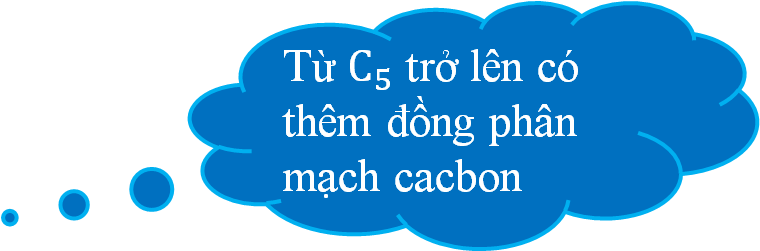 Từ C₅ trở lên có
thêm đồng phân
mạch cacbon